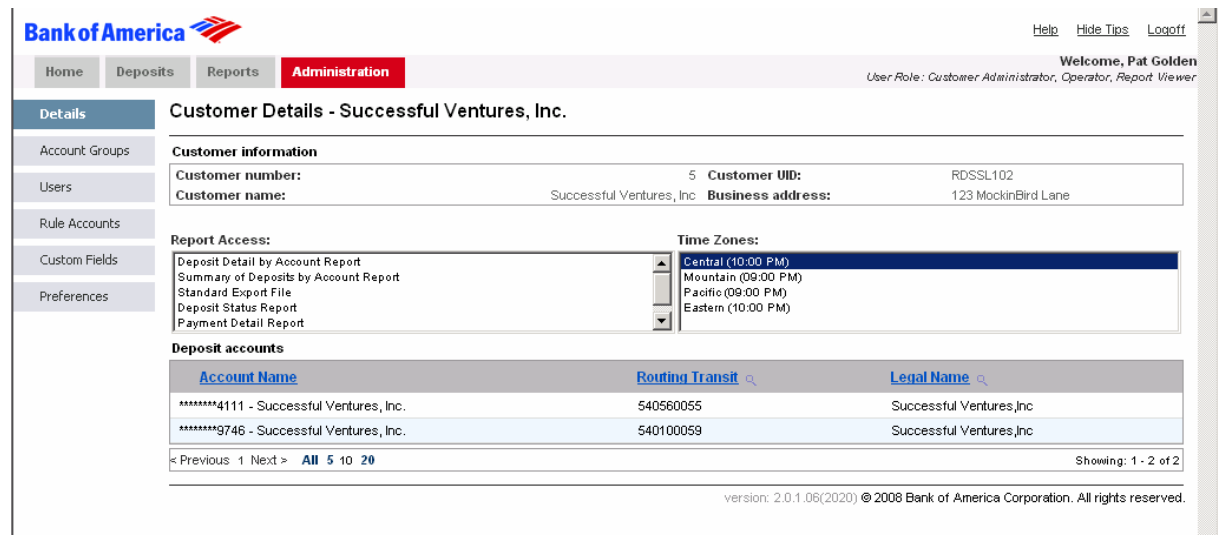 Bank of America
Help Hide Tips Logoff
Welcome, Pat Golden
Home Deposits Reports Administration
User Role: Customer Administrator, Operator, Report Viewer
Details
Account Groups
Users
Rule Accounts
Custom Fields
Preferences
Customer Details - Successful Ventures, Inc.
Customer information
Customer number: 5 Customer UID: RDSSL102
Customer name: Successful Ventures, Inc Business address: 123 MockinBird Lane
Report Access:
Deposit Detail by Account Report
Summary of Deposits by Account Report
Standard Export File
Deposit Status Report
Payment Detail Report
Time Zones:
Central (10:00 PM)
Mountain (09:00 PM)
Pacific (09:00 PM)
Eastern (10:00 PM)
Deposit accounts
Account Name Routing Transit Legal Name
********4111 - Successful Ventures, Inc. 540560055 Successful Ventures,Inc
********9746 - Successful Ventures, Inc. 540100059 Successful Ventures,Inc
< Previous 1 Next > All 5 10 20 Showing: 1 - 2 of 2
version: 2.0.1.06(2020) © 2008 Bank of America Corporation. All rights reserved.